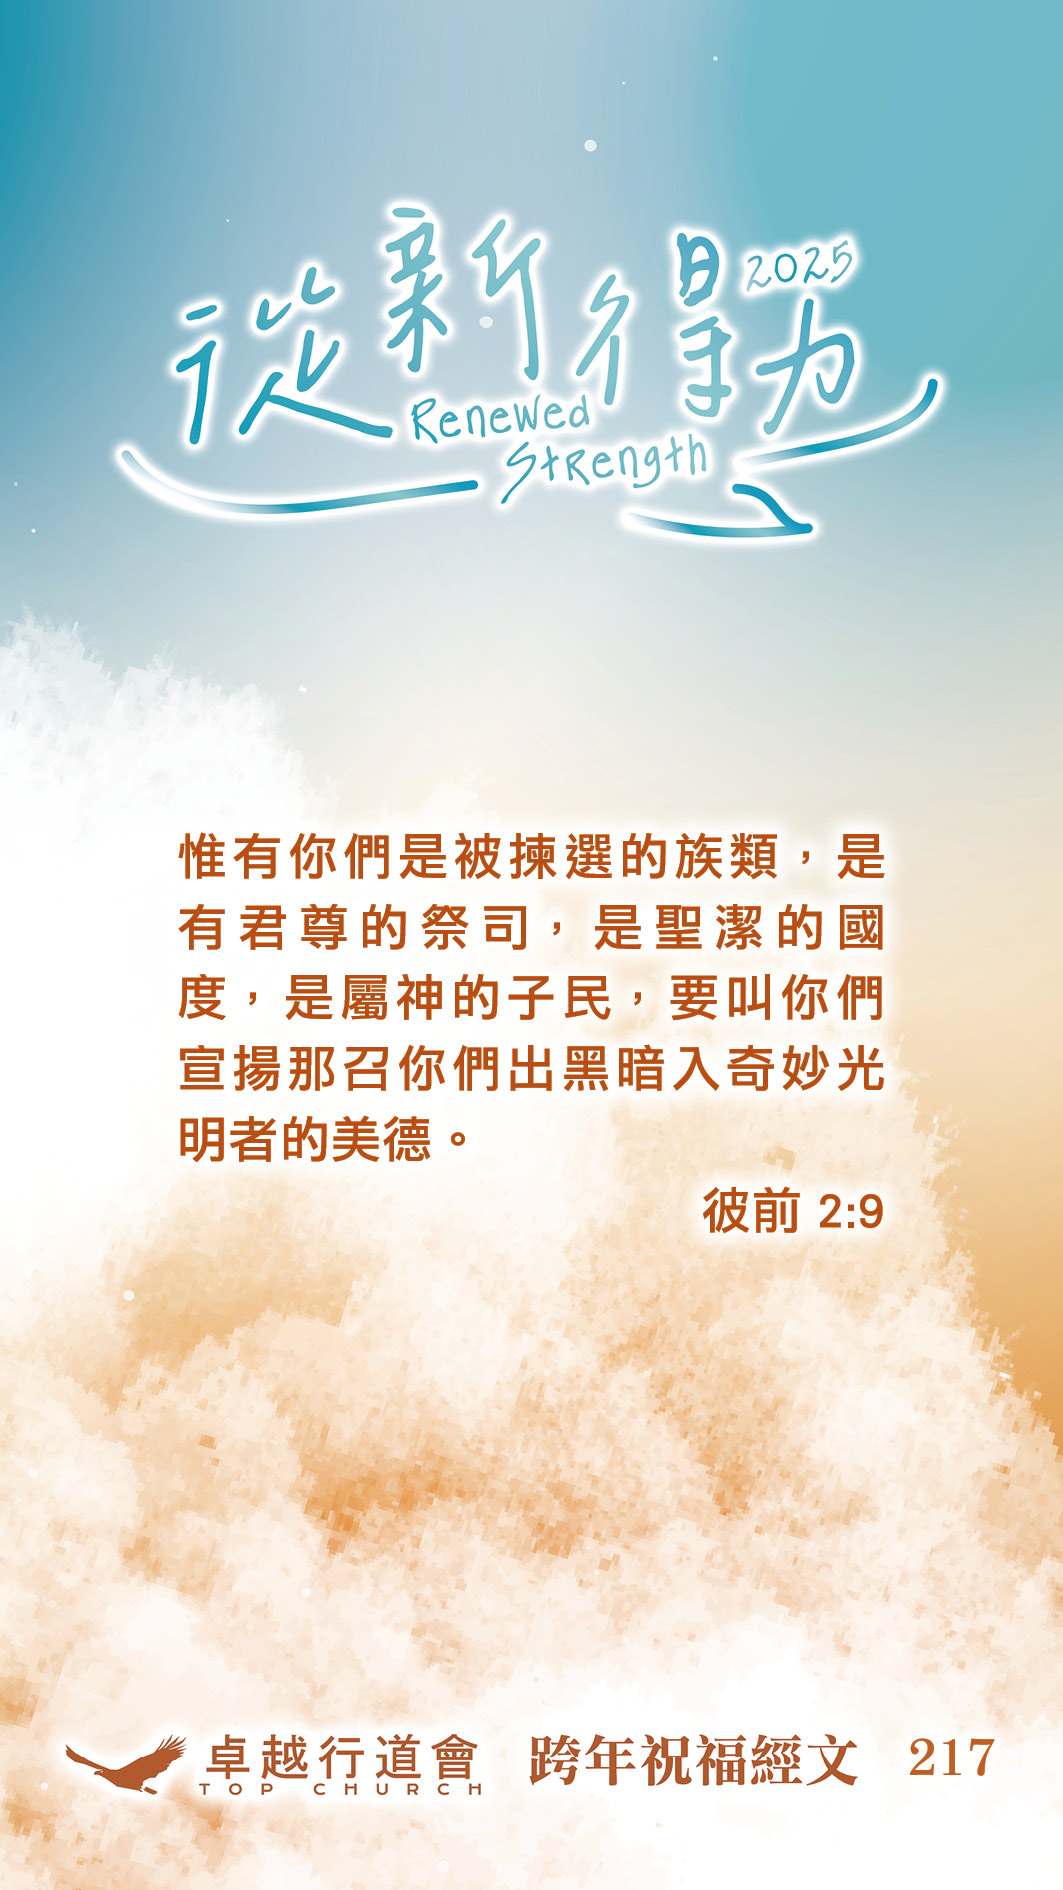 從新得力 2025
Renewed
Strength
惟有你們是被揀選的族類，是
有君尊的祭司，是聖潔的國
度，是屬神的子民，要叫你們
宣揚那召你們出黑暗入奇妙光
明者的美德。
彼前 2:9
卓越行道會 跨年祝福經文 217
TOP CHURCH